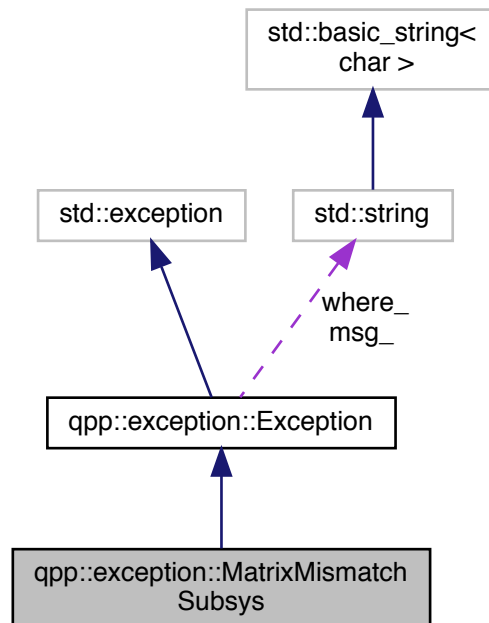 std::basic_string<
char >
std::exception
std::string
where_
msg_
qpp::exception::Exception
qpp::exception::MatrixMismatch
Subsys